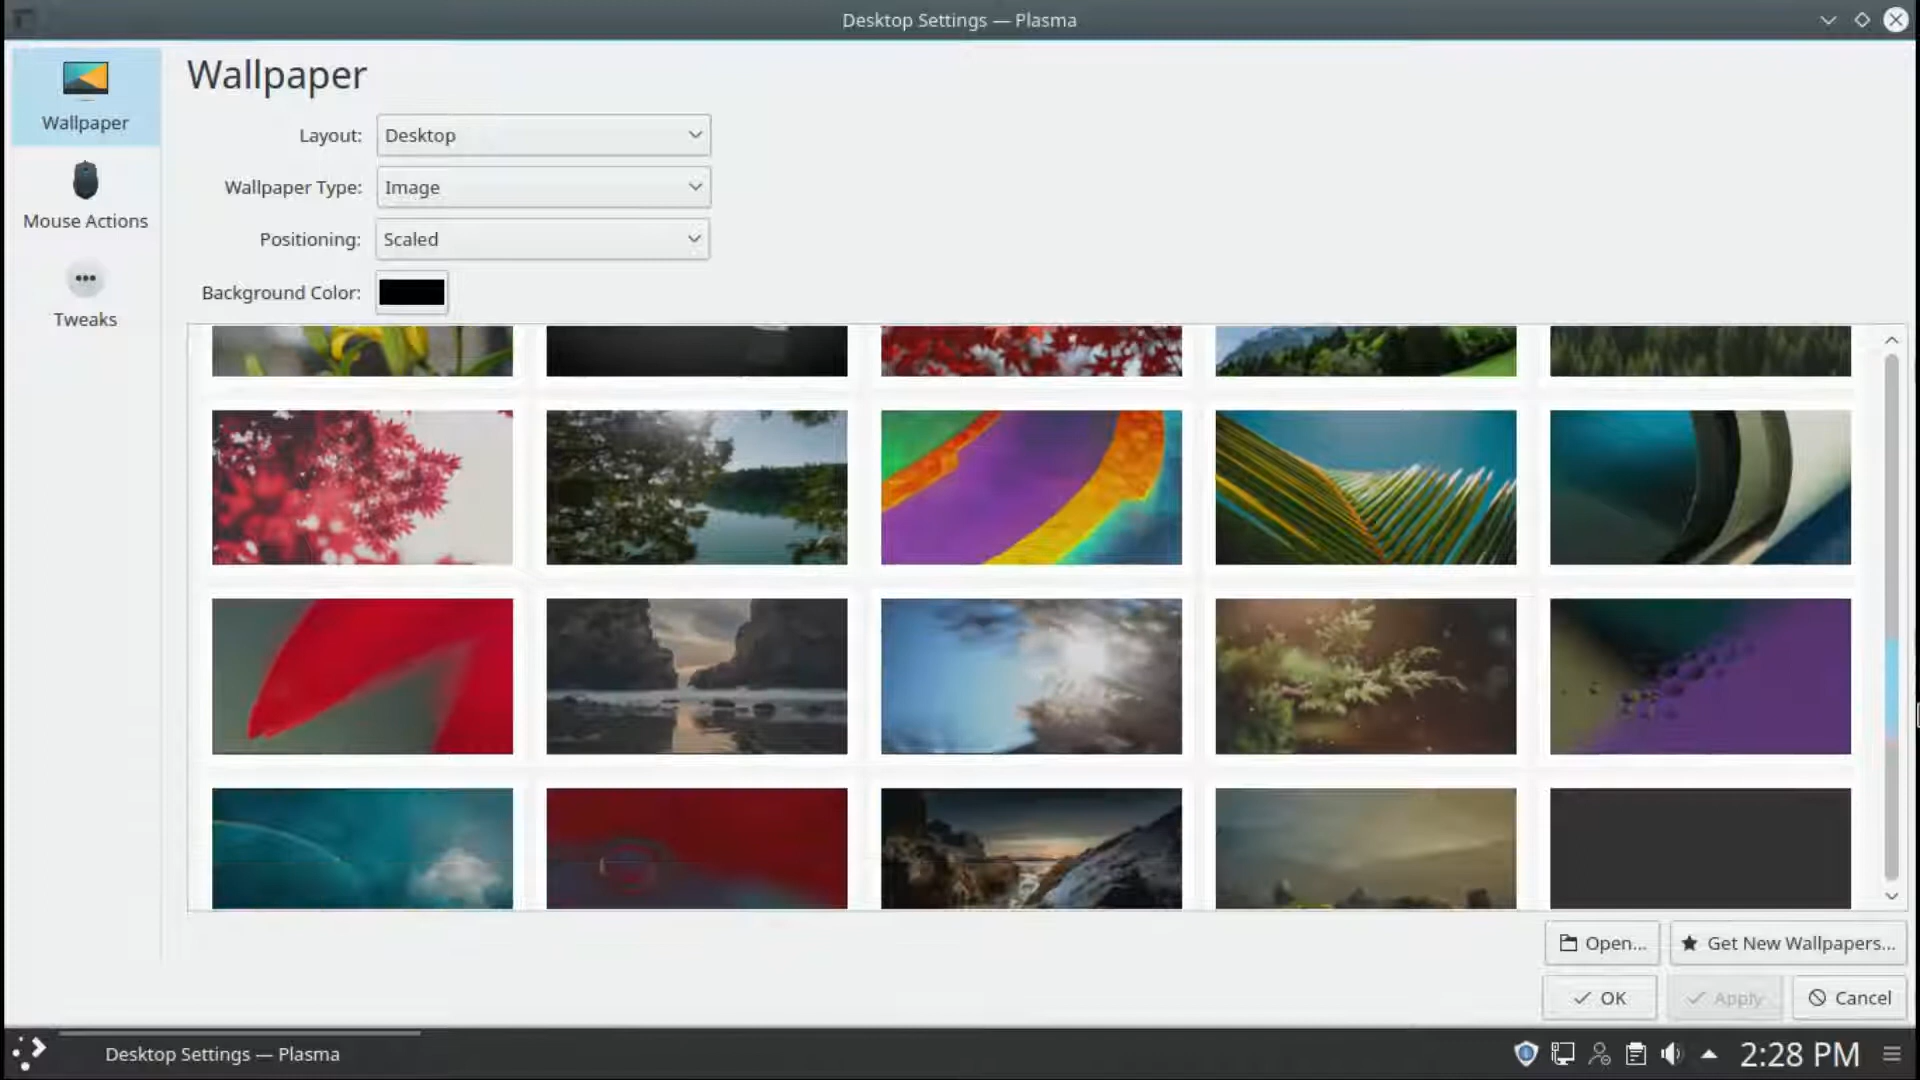 Desktop Settings — Plasma
Wallpaper
Wallpaper
Layout:
Desktop
Wallpaper Type:
Image
Mouse Actions
Positioning:
Scaled
Background Color:
Tweaks
Open...
Get New Wallpapers...
OK
Apply
Cancel
Desktop Settings — Plasma
2:28 PM